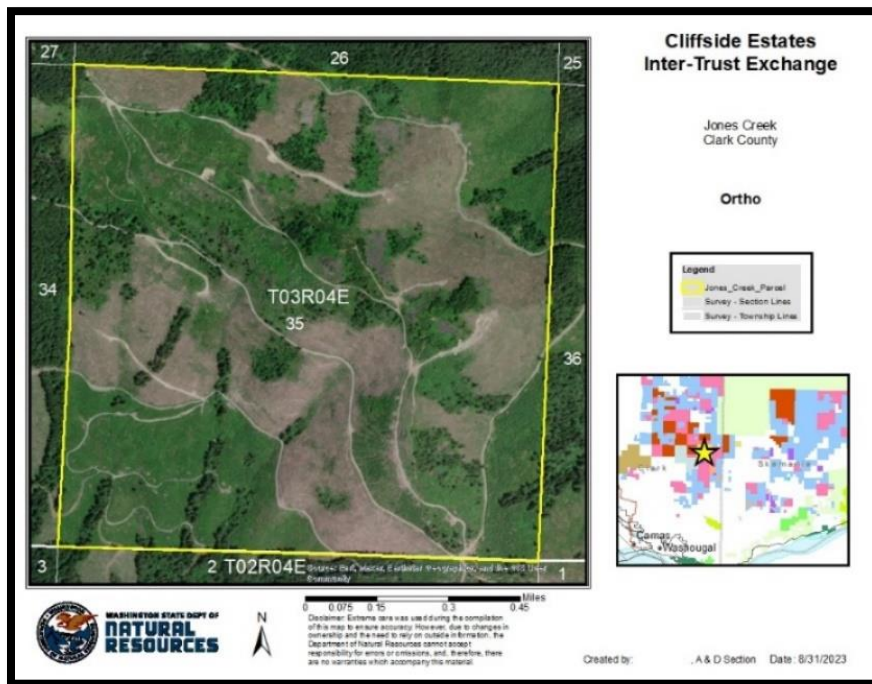 Cliffside Estates
Inter-Trust Exchange
Jones Creek
Clark County
Ortho
27
26
25
34
T03R04E
35
36
3
2
T02R04E
1
Legend
Jones_Creek_Parcel
Survey - Section Lines
Survey - Township Lines
Clark
Skamania
Camas
Washougal
WASHINGTON STATE DEPT OF
NATURAL
RESOURCES
N
Miles
0 0.075 0.15 0.3 0.45
Disclaimer: Extreme care was used during the compilation
of this map to ensure accuracy. However, due to changes in
ownership and the need to rely on outside information, the
Department of Natural Resources cannot accept
responsibility for errors or omissions, and, therefore, there
are no warranties which accompany this material.
Created by: , A & D Section Date: 8/31/2023